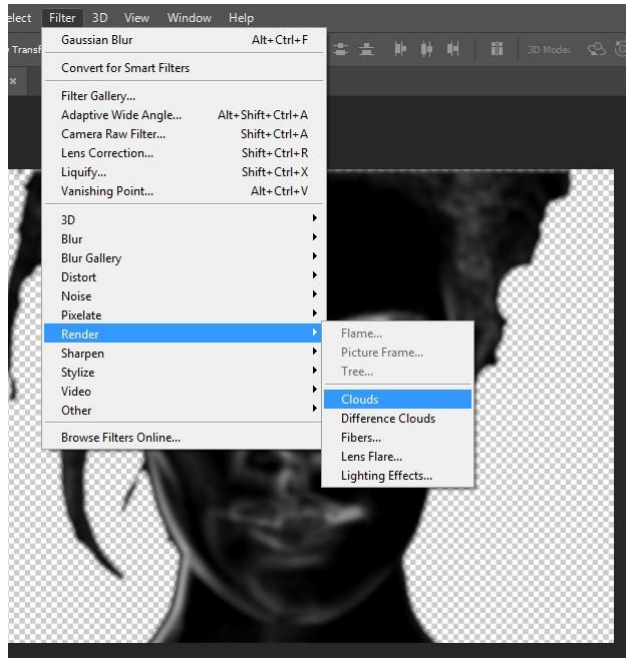 elect Filter 3D View Window Help
Transf
3D Mode:
×
Gaussian Blur Alt+Ctrl+F
Convert for Smart Filters
Filter Gallery...
Adaptive Wide Angle... Alt+Shift+Ctrl+A
Camera Raw Filter... Shift+Ctrl+A
Lens Correction... Shift+Ctrl+R
Liquify... Shift+Ctrl+X
Vanishing Point... Alt+Ctrl+V
3D
Blur
Blur Gallery
Distort
Noise
Pixelate
Render
Sharpen
Stylize
Video
Other
Browse Filters Online...
Flame...
Picture Frame...
Tree...
Clouds
Difference Clouds
Fibers...
Lens Flare...
Lighting Effects...